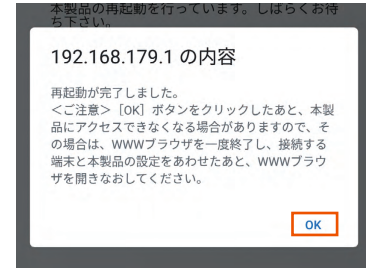 本製品の再起動を行っています。しばらくお待
ち下さい。
192.168.179.1 の内容
再起動が完了しました。
＜ご注意＞［OK］ボタンをクリックしたあと、本製
品にアクセスできなくなる場合がありますので、そ
の場合は、WWWブラウザを一度終了し、接続する
端末と本製品の設定をあわせたあと、WWWブラウ
ザを開きなおしてください。
OK